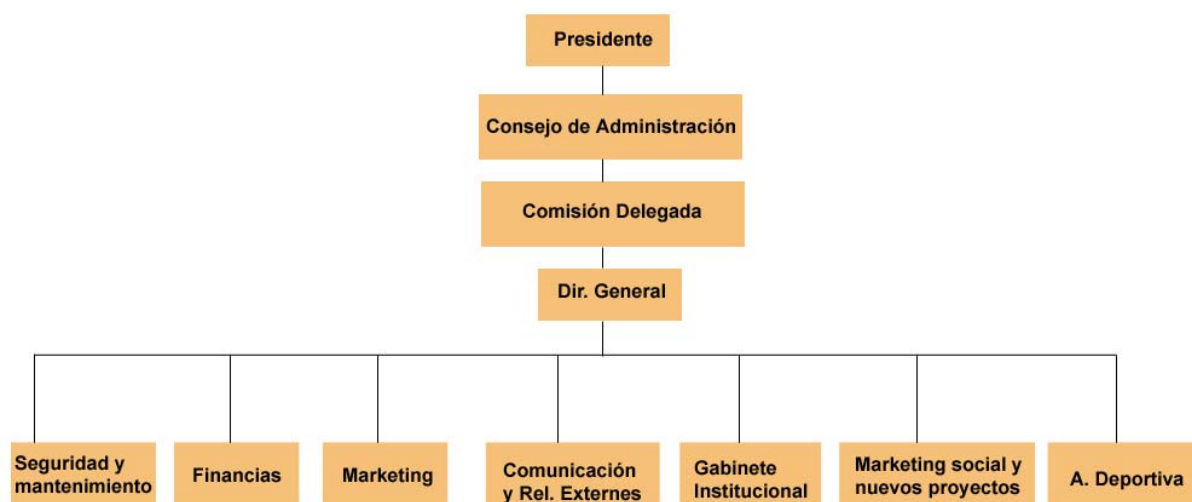 Presidente
Consejo de Administración
Comisión Delegada
Dir. General
Seguridad y
mantenimiento
Financias
Marketing
Comunicación
y Rel. Externes
Gabinete
Institucional
Marketing social y
nuevos proyectos
A. Deportiva